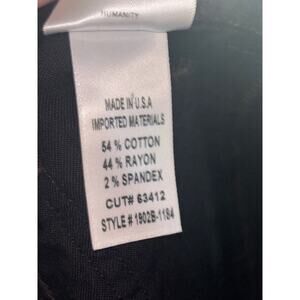 HUMANITY
MADE IN U.S.A
IMPORTED MATERIALS
54 % COTTON
44 % RAYON
2 % SPANDEX
CUT# 63412
STYLE # 1902B-1184